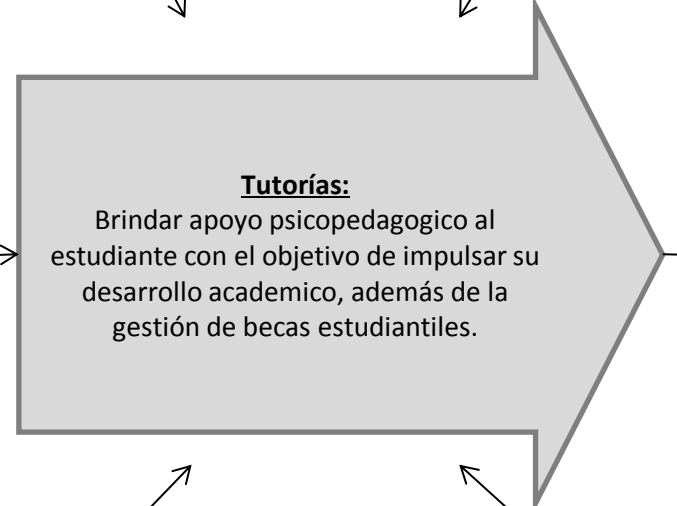 Tutorías:
Brindar apoyo psicopedagogico al
estudiante con el objetivo de impulsar su
desarrollo academico, además de la
gestión de becas estudiantiles.